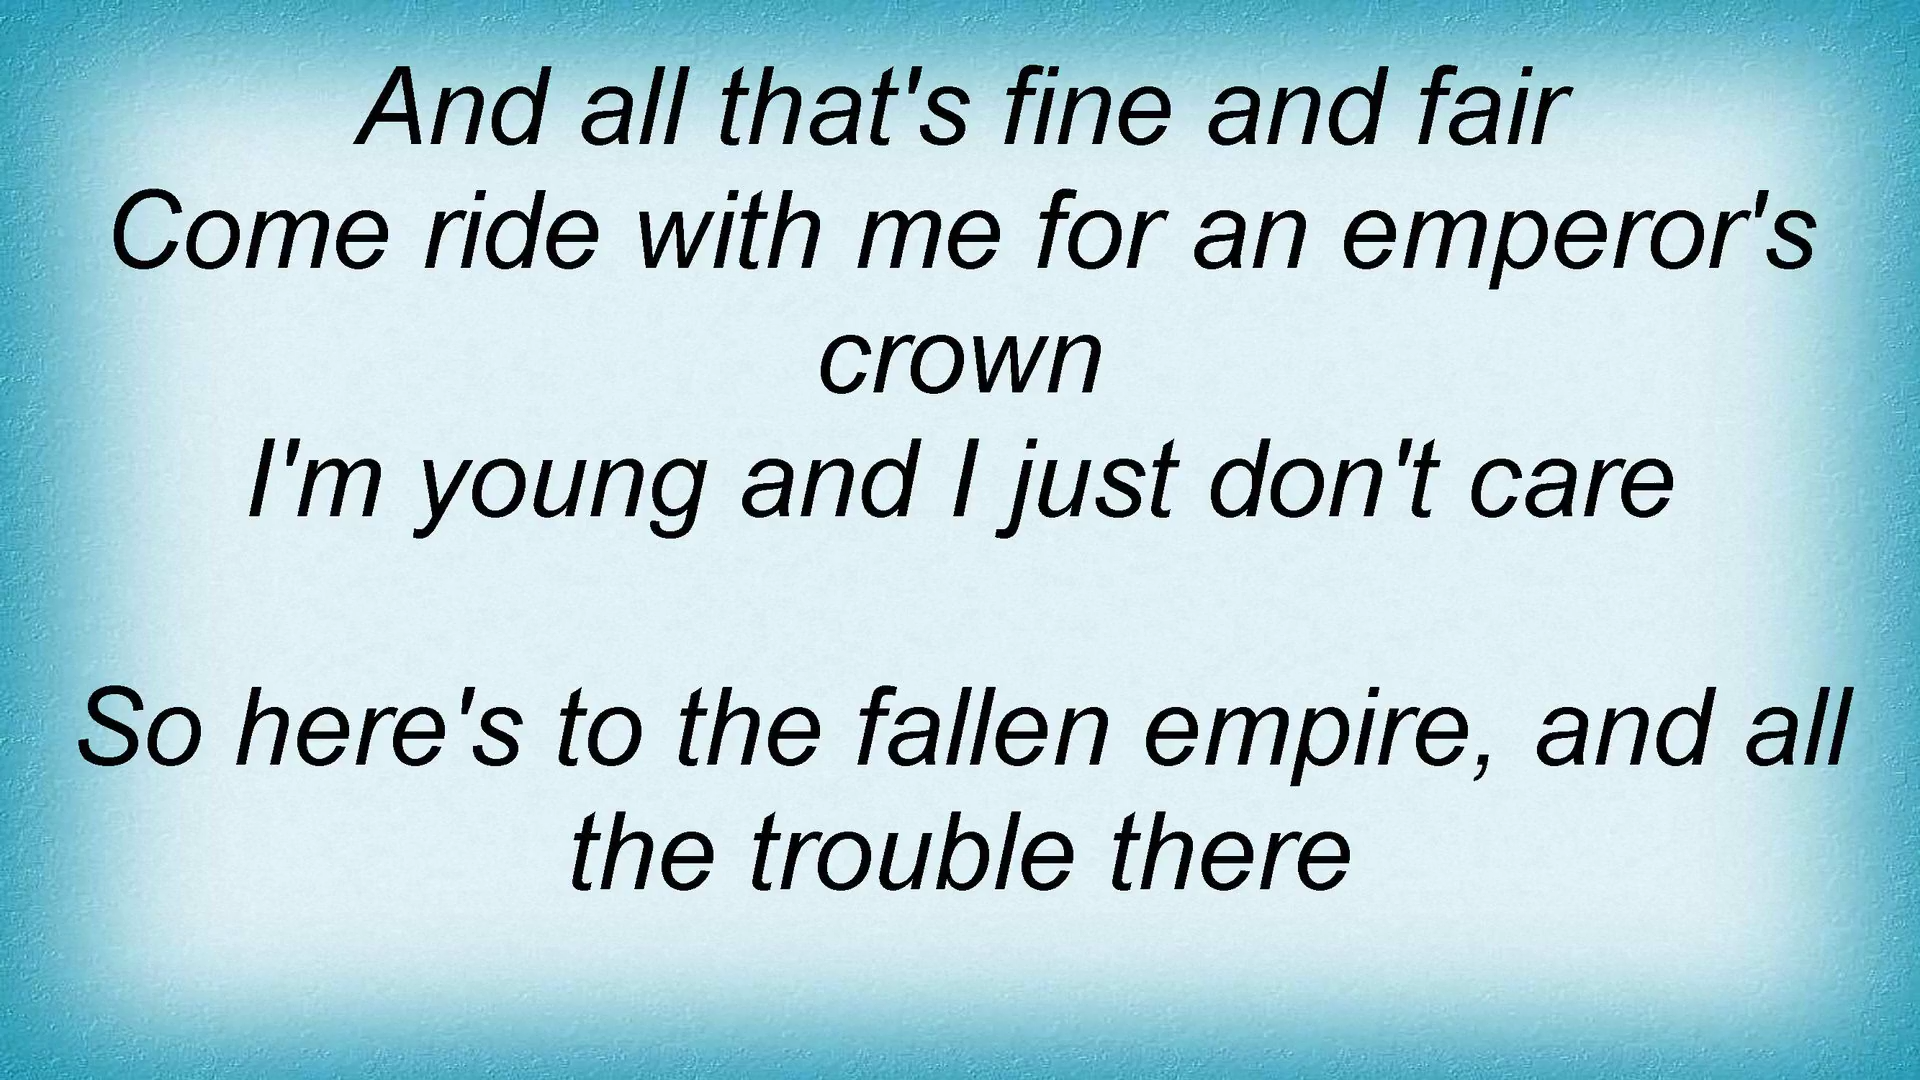 And all that's fine and fair
Come ride with me for an emperor's
crown
I'm young and I just don't care
So here's to the fallen empire, and all
the trouble there